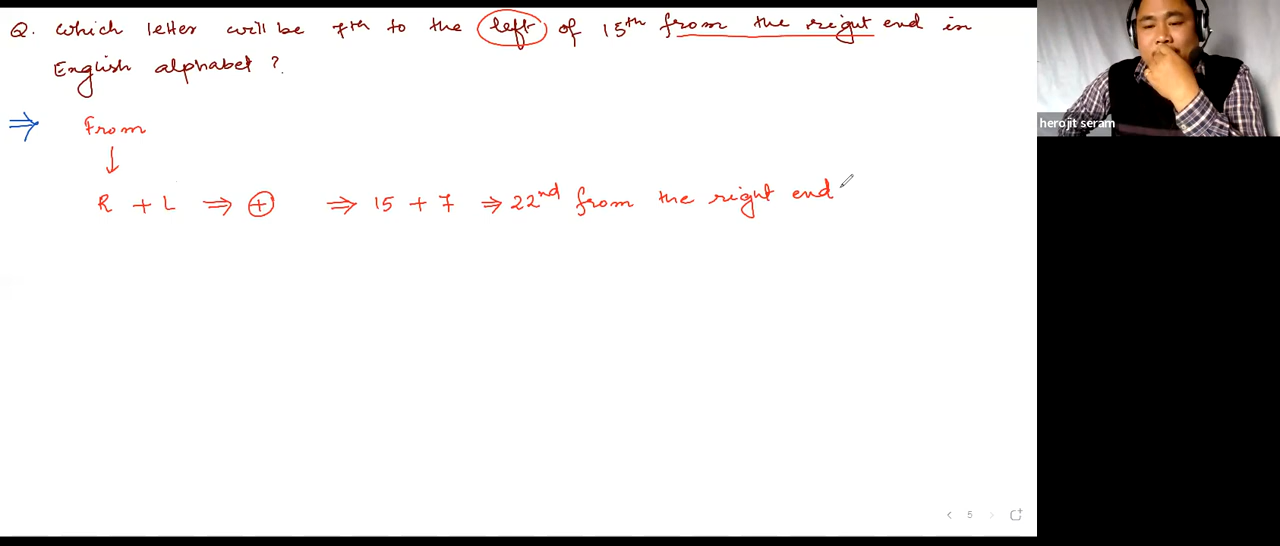 Q. Which letter will be 7th to the left of 15th from the right end in
English alphabet ?
⇒ From
↓
R + L ⇒ ⊕ ⇒ 15 + 7 ⇒ 22nd from the right end
herojit seram
< 5 >